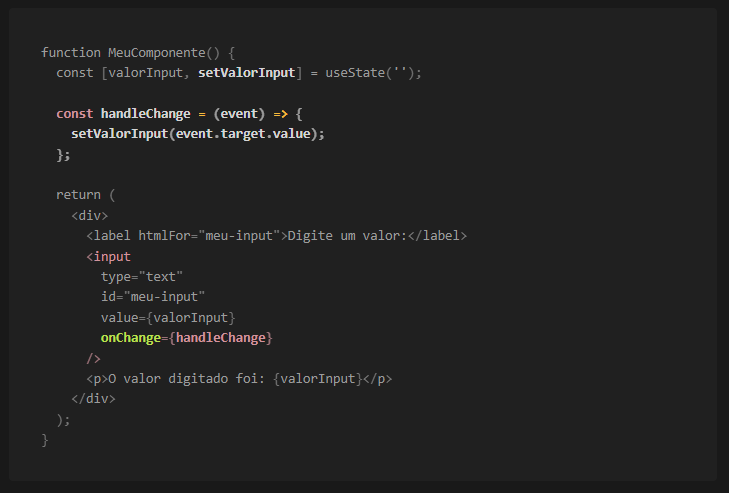 function MeuComponente() {
  const [valorInput, setValorInput] = useState('');

  const handleChange = (event) => {
    setValorInput(event.target.value);
  };

  return (
    <div>
      <label htmlFor="meu-input">Digite um valor:</label>
      <input
        type="text"
        id="meu-input"
        value={valorInput}
        onChange={handleChange}
      />
      <p>O valor digitado foi: {valorInput}</p>
    </div>
  );
}